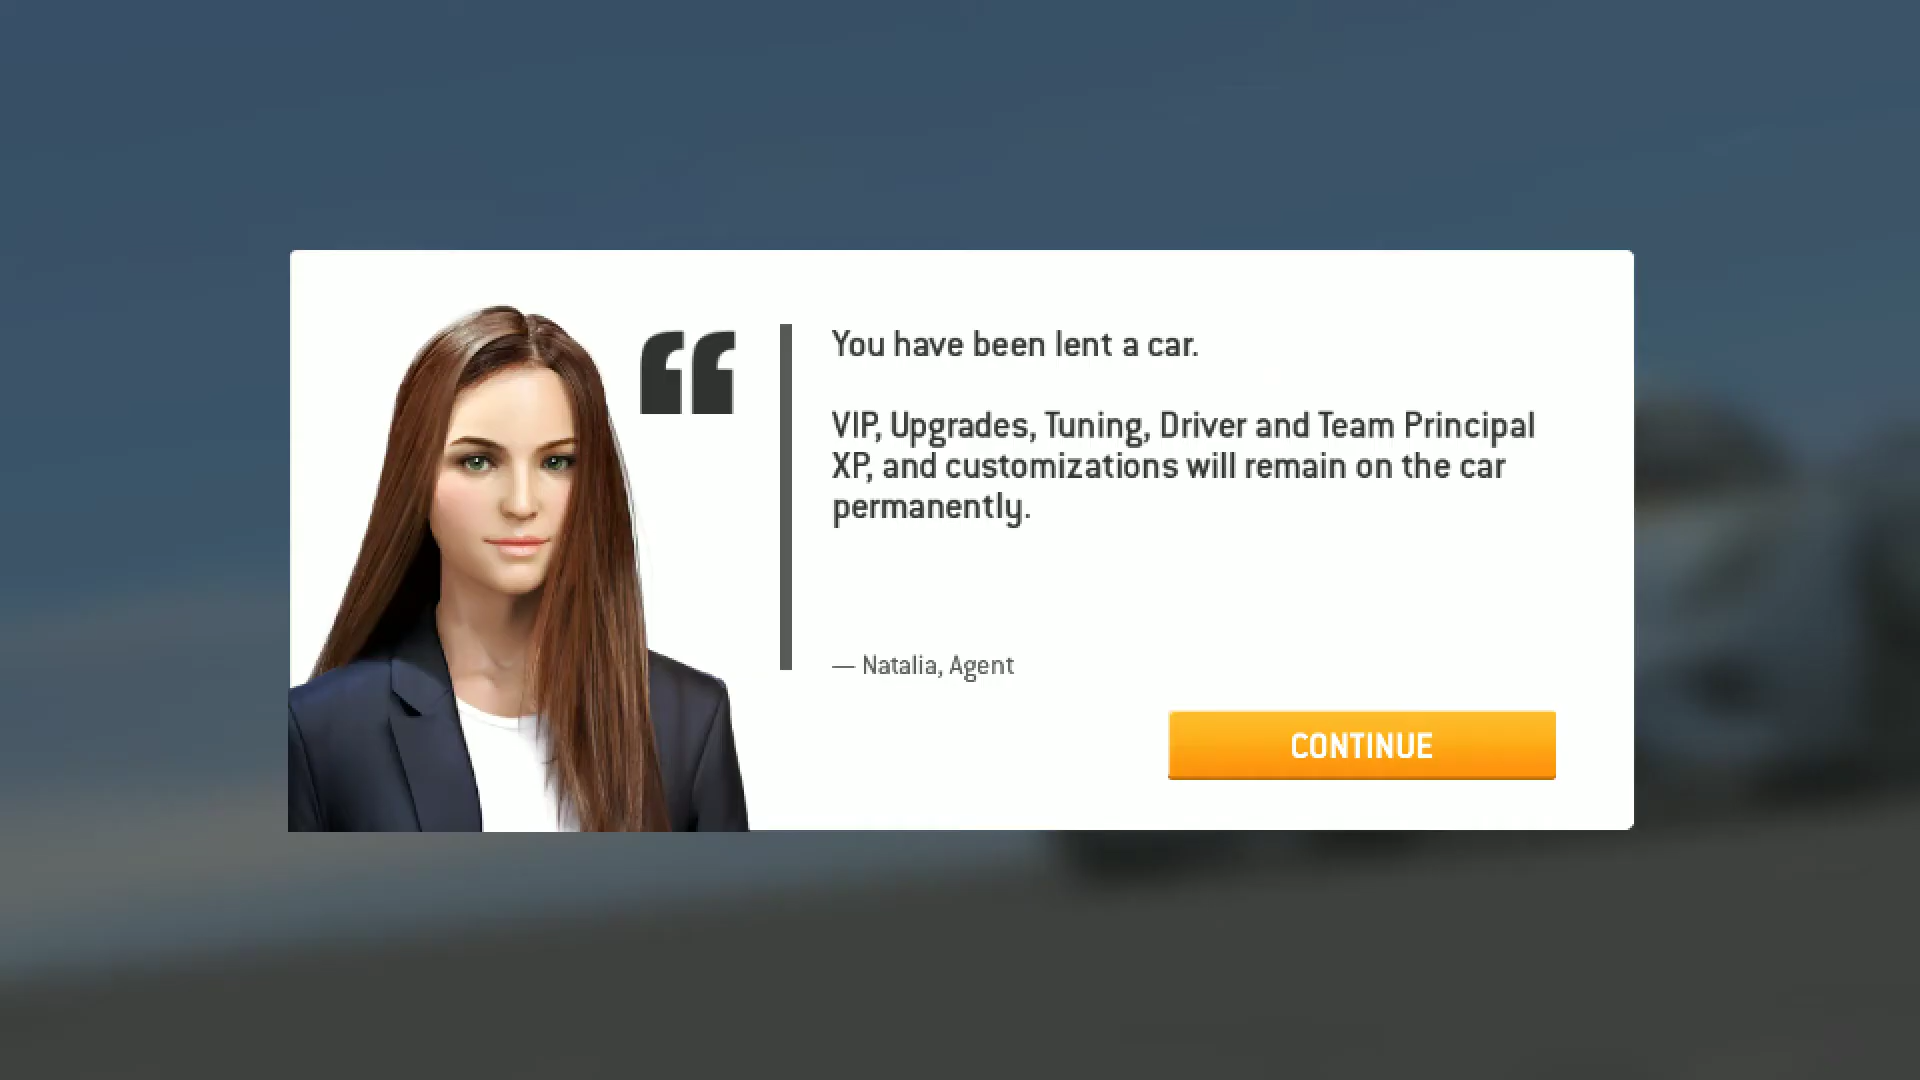 “
You have been lent a car.
VIP, Upgrades, Tuning, Driver and Team Principal
XP, and customizations will remain on the car
permanently.
— Natalia, Agent
CONTINUE